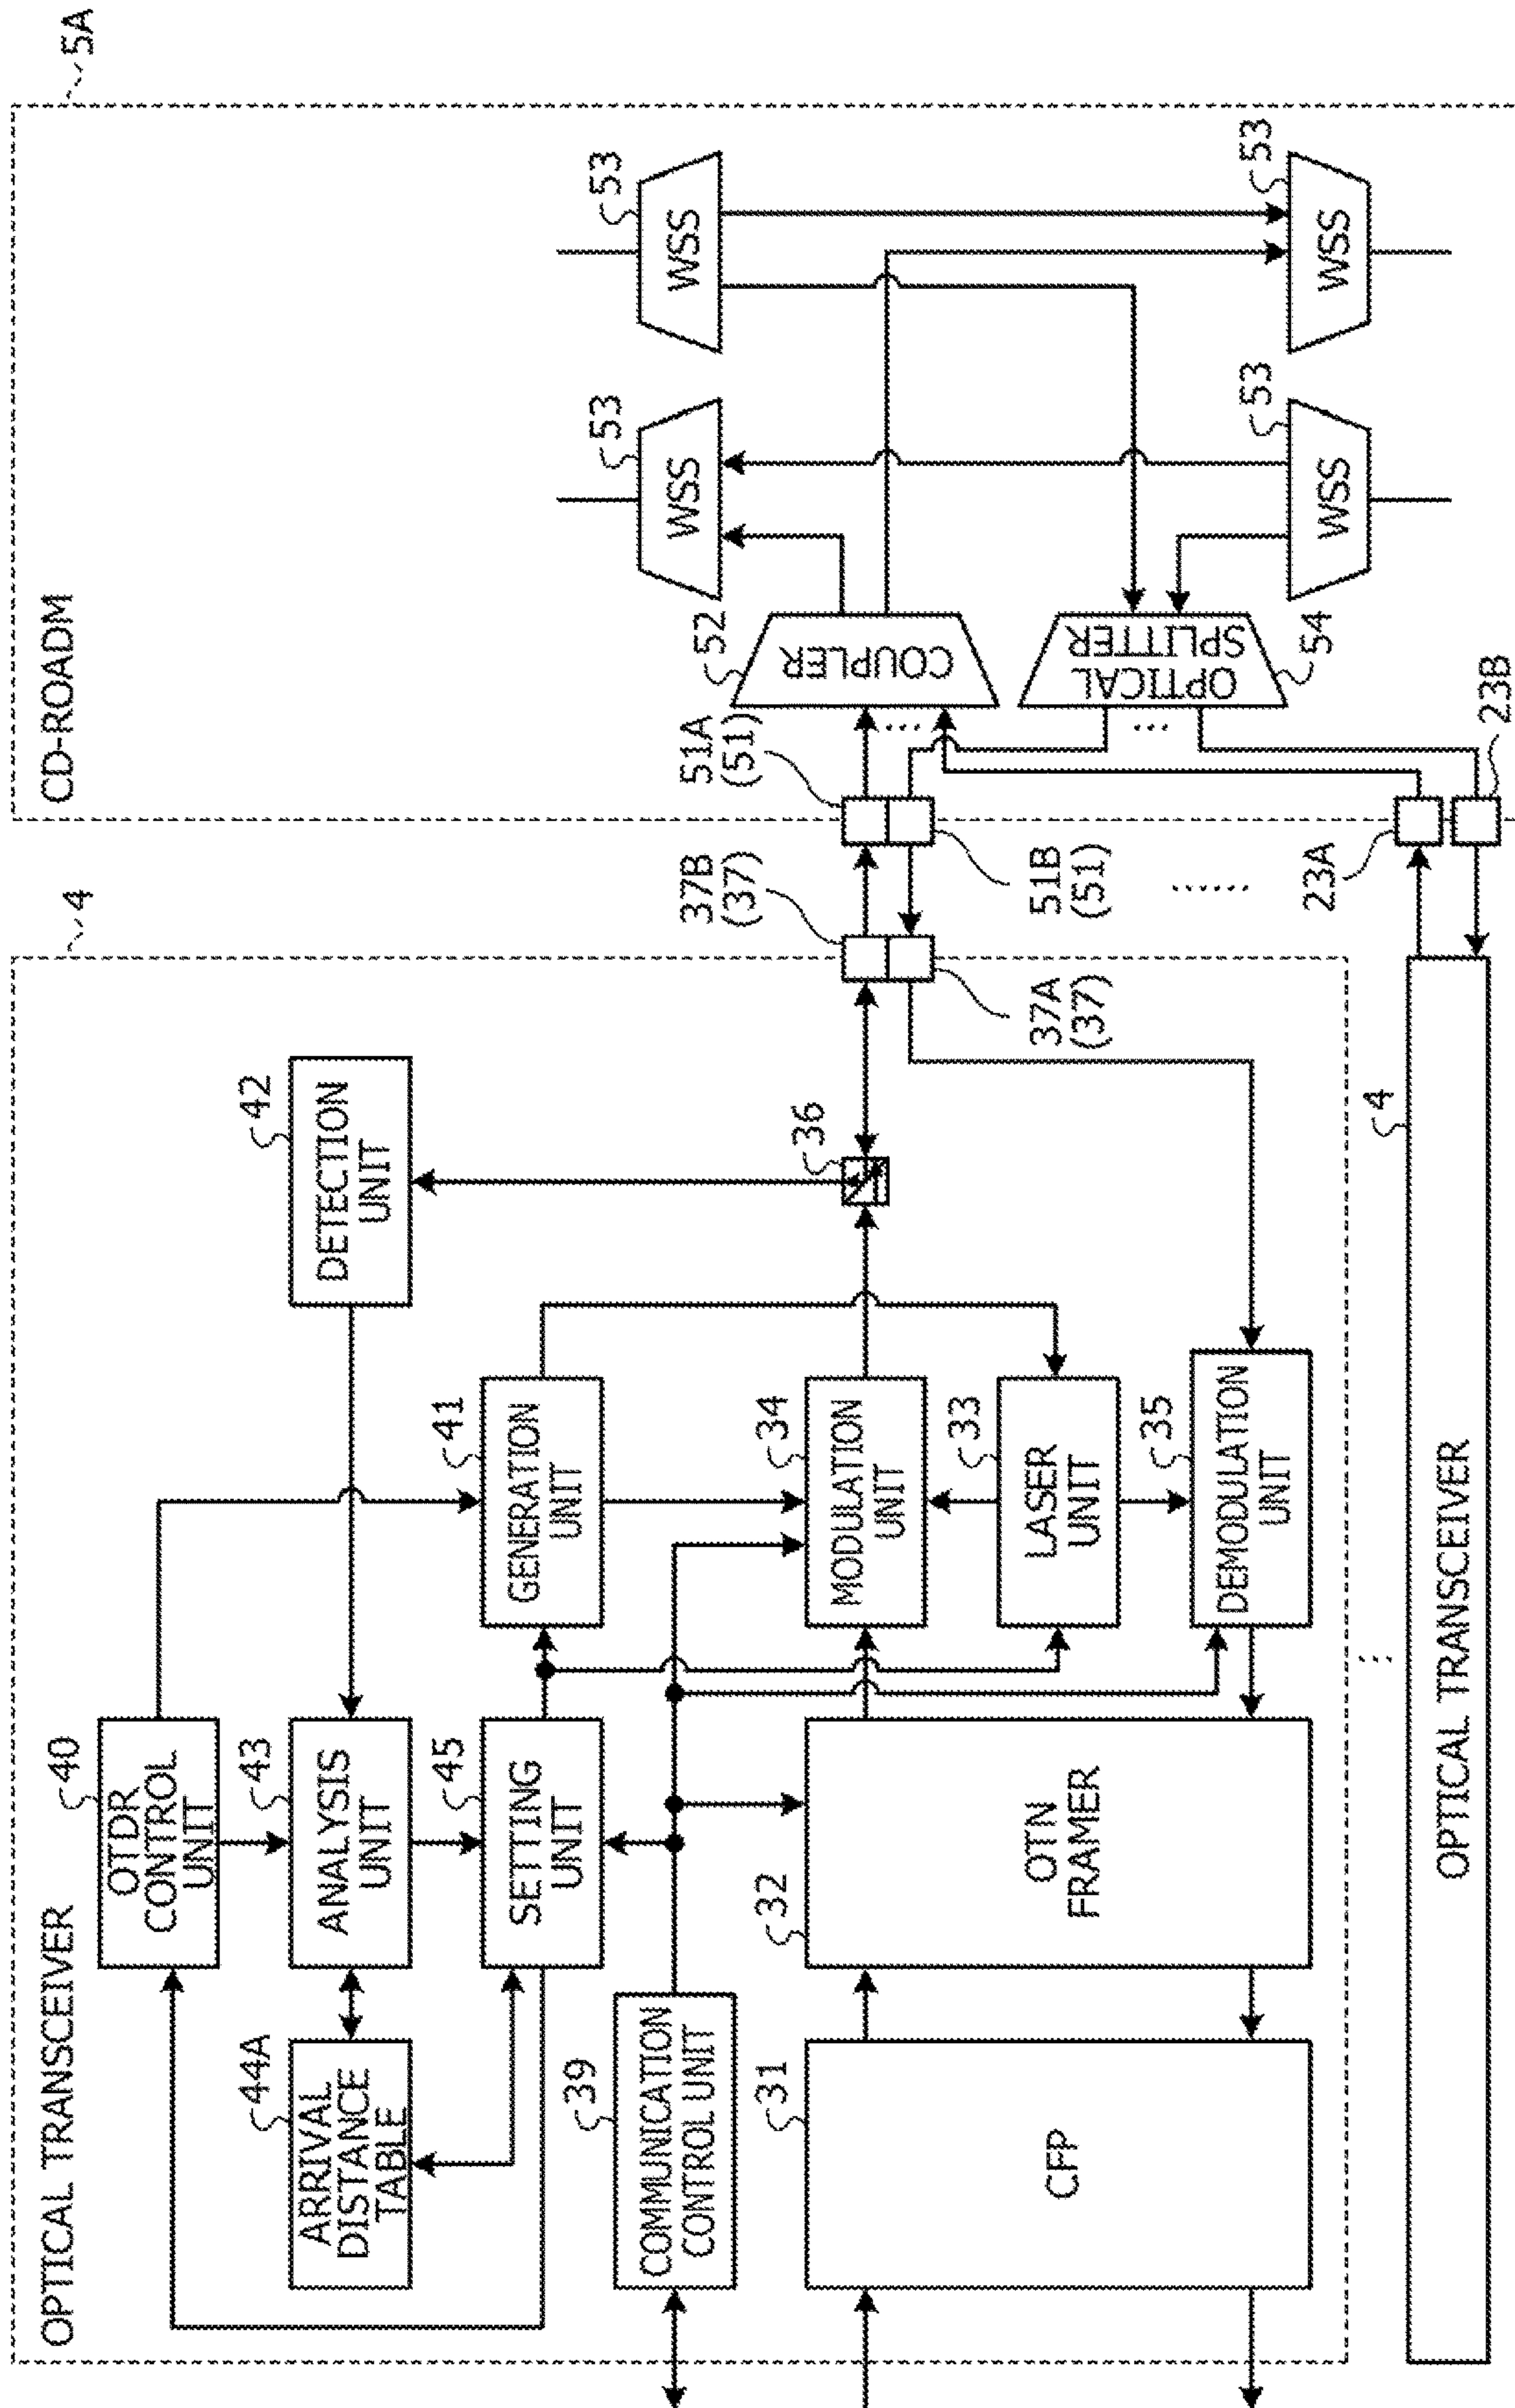 OPTICAL TRANSCEIVER
4
OTDR
CONTROL
UNIT
40
44A
ARRIVAL
DISTANCE
TABLE
43
ANALYSIS
UNIT
42
DETECTION
UNIT
45
SETTING
UNIT
41
GENERATION
UNIT
39
COMMUNICATION
CONTROL UNIT
31
CFP
32
OTN
FRAMER
34
MODULATION
UNIT
33
LASER
UNIT
35
DEMODULATION
UNIT
36
37B
(37)
37A
(37)
4
OPTICAL TRANSCEIVER
CD-ROADM
5A
51A
(51)
51B
(51)
23A
23B
52
COUPLER
OPTICAL
SPLITTER
54
53
WSS
53
WSS
53
WSS
53
WSS